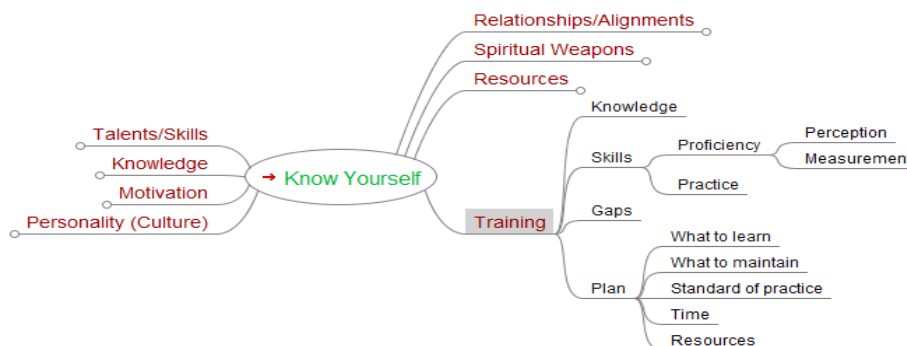 Relationships/Alignments
Spiritual Weapons
Resources
Talents/Skills
Knowledge
Motivation
Personality (Culture)
→ Know Yourself
Training
Knowledge
Skills
Proficiency
Perception
Measurement
Practice
Gaps
Plan
What to learn
What to maintain
Standard of practice
Time
Resources